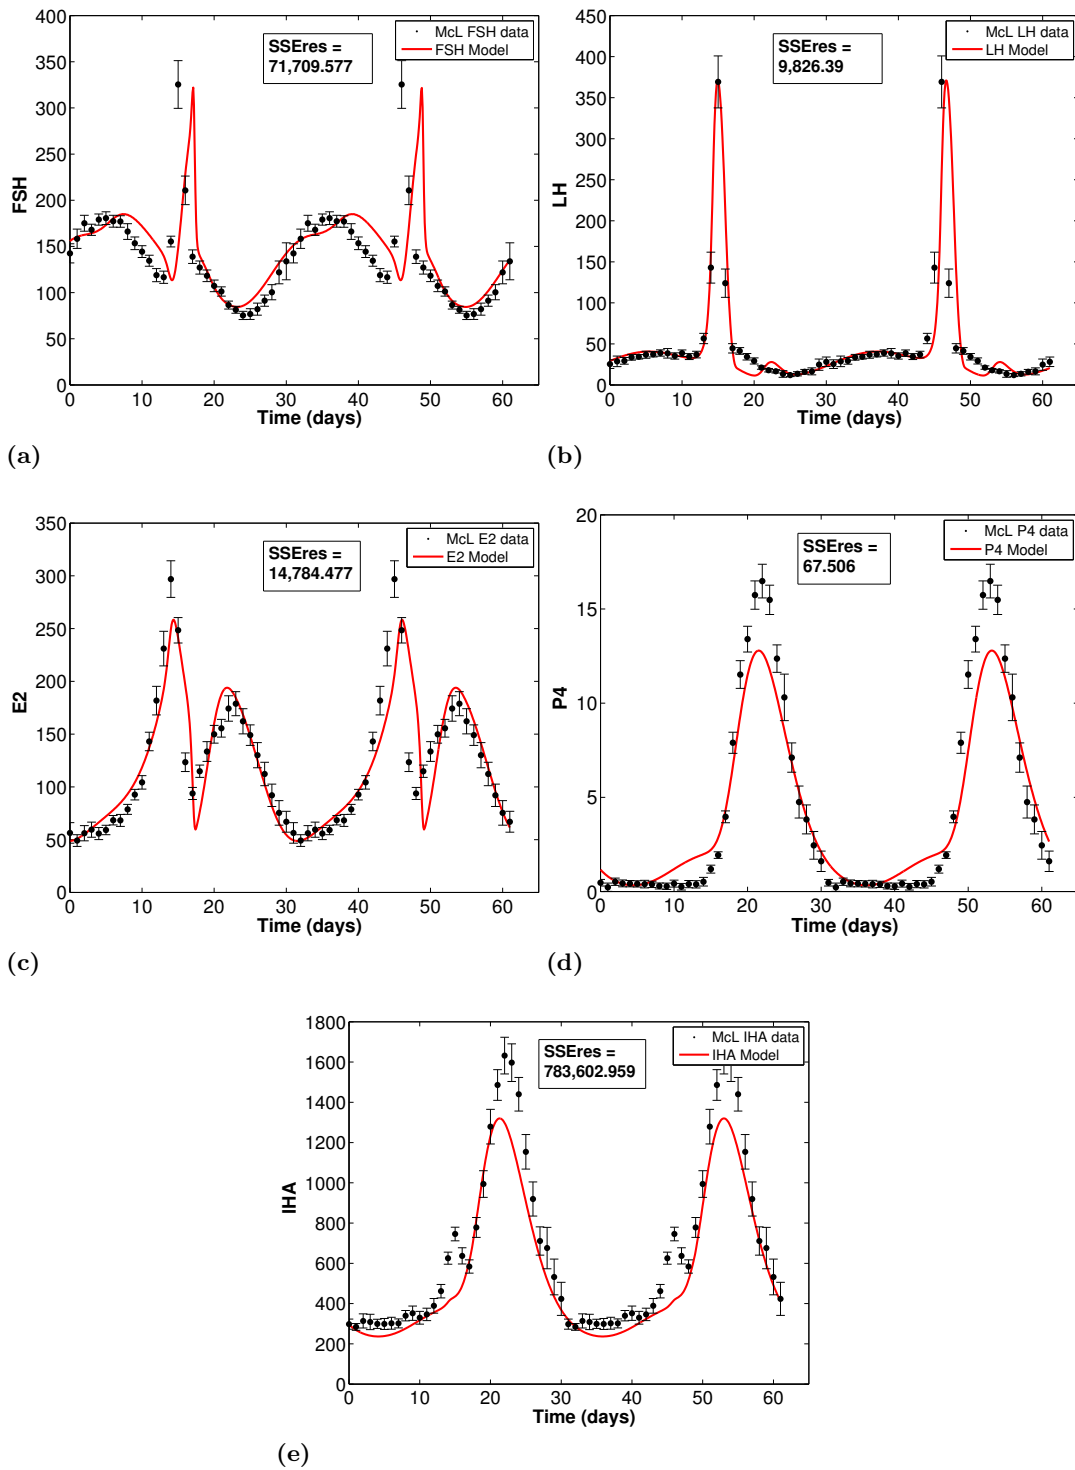 400
350
300
250
200
150
100
50
0
FSH
SSEres =
71,709.577
McL FSH data
FSH Model
0 10 20 30 40 50 60
Time (days)
(a)
450
400
350
300
250
200
150
100
50
0
LH
SSEres =
9,826.39
McL LH data
LH Model
0 10 20 30 40 50 60
Time (days)
(b)
350
300
250
200
150
100
50
0
E2
SSEres =
14,784.477
McL E2 data
E2 Model
0 10 20 30 40 50 60
Time (days)
(c)
20
15
10
5
0
P4
SSEres =
67.506
McL P4 data
P4 Model
0 10 20 30 40 50 60
Time (days)
(d)
1800
1600
1400
1200
1000
800
600
400
200
0
IHA
SSEres =
783,602.959
McL IHA data
IHA Model
0 10 20 30 40 50 60
Time (days)
(e)